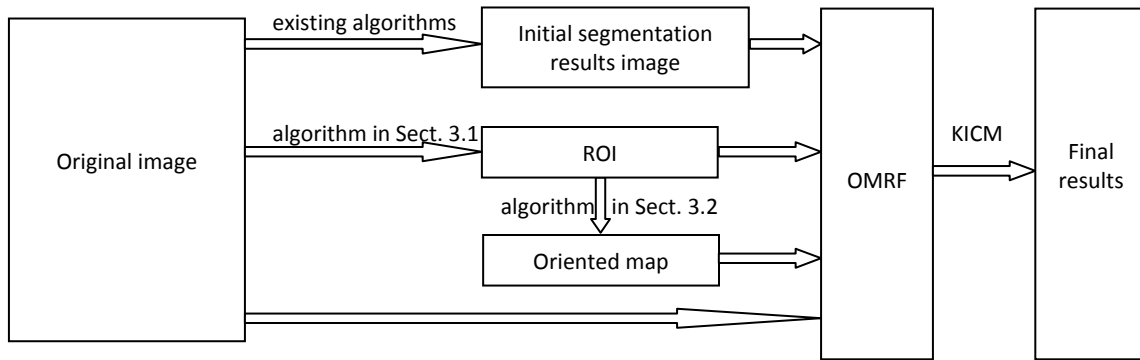 existing algorithms
Initial segmentation
results image
algorithm in Sect. 3.1
ROI
KICM
Original image
OMRF
Final
results
algorithm in Sect. 3.2
Oriented map